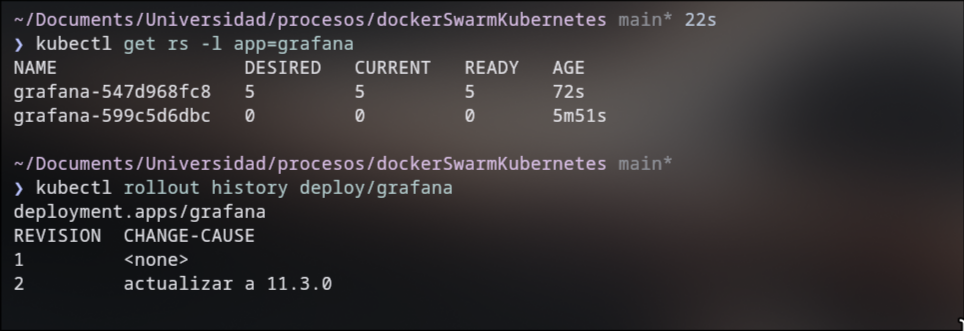 ~/Documents/Universidad/procesos/dockerSwarmKubernetes main* 22s
❯ kubectl get rs -l app=grafana
NAME                 DESIRED   CURRENT   READY   AGE
grafana-547d968fc8   5         5         5       72s
grafana-599c5d6dbc   0         0         0       5m51s
~/Documents/Universidad/procesos/dockerSwarmKubernetes main*
❯ kubectl rollout history deploy/grafana
deployment.apps/grafana
REVISION  CHANGE-CAUSE
1         <none>
2         actualizar a 11.3.0